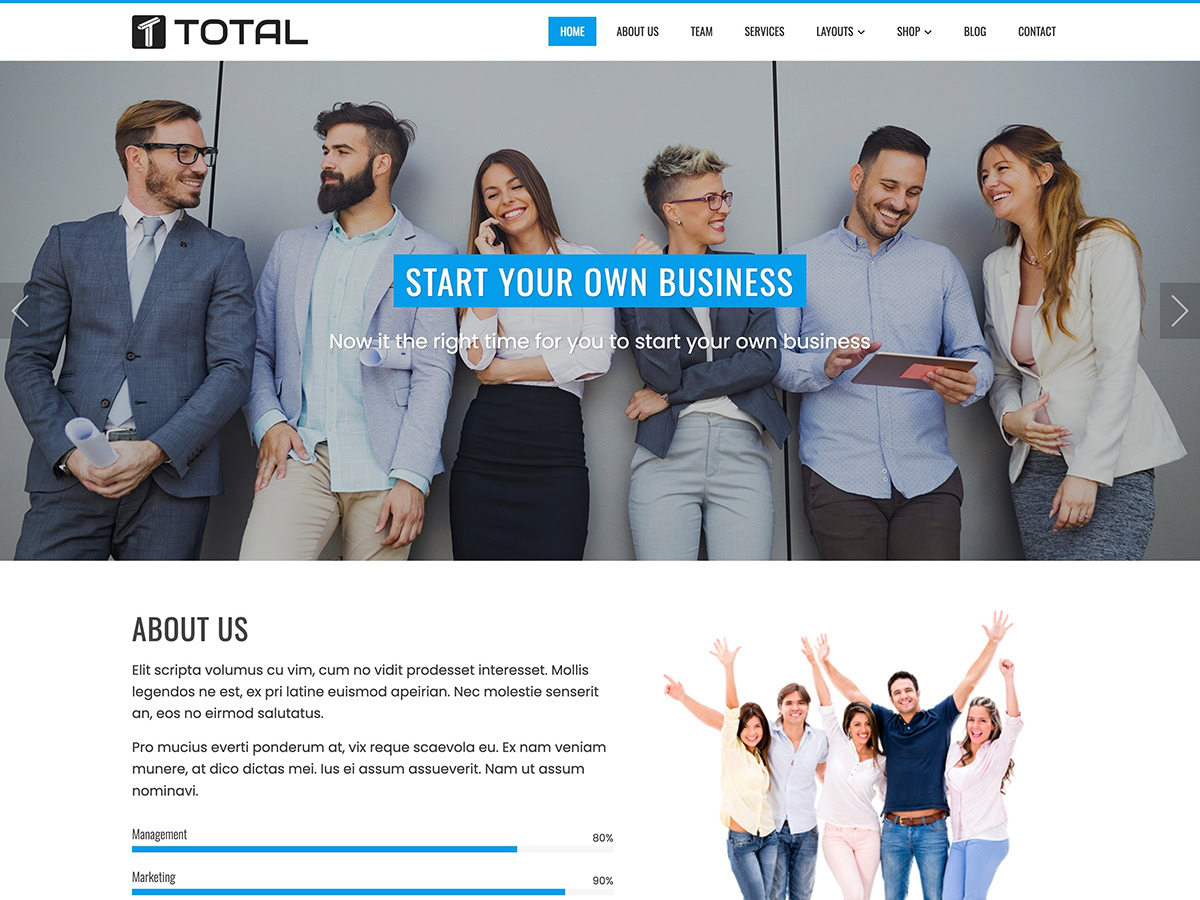 TOTAL
HOME ABOUT US TEAM SERVICES LAYOUTS SHOP BLOG CONTACT
START YOUR OWN BUSINESS
Now it the right time for you to start your own business
ABOUT US
Elit scripta volumus cu vim, cum no vidit prodesset interesset. Mollis
legendos ne est, ex pri latine euismod apeirian. Nec molestie senserit
an, eos no eirmod salutatus.
Pro mucius everti ponderum at, vix reque scaevola eu. Ex nam veniam
munere, at dico dictas mei. Ius ei assum assueverit. Nam ut assum
nominavi.
Management 80%
Marketing 90%